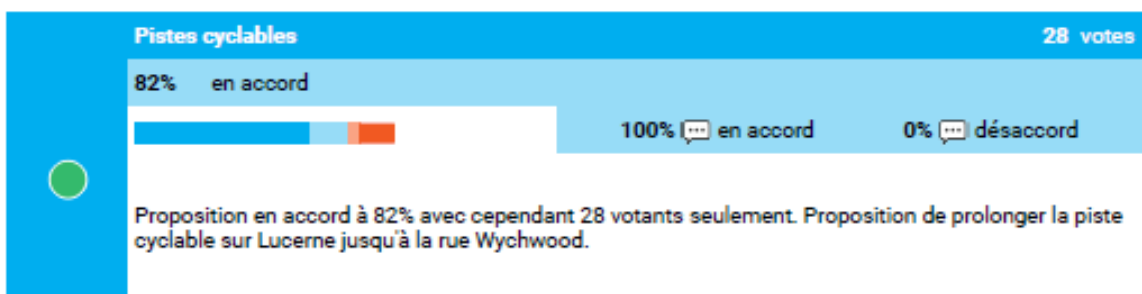 Pistes cyclables 28 votes
82% en accord
100% en accord 0% désaccord
Proposition en accord à 82% avec cependant 28 votants seulement. Proposition de prolonger la piste
cyclable sur Lucerne jusqu'à la rue Wychwood.